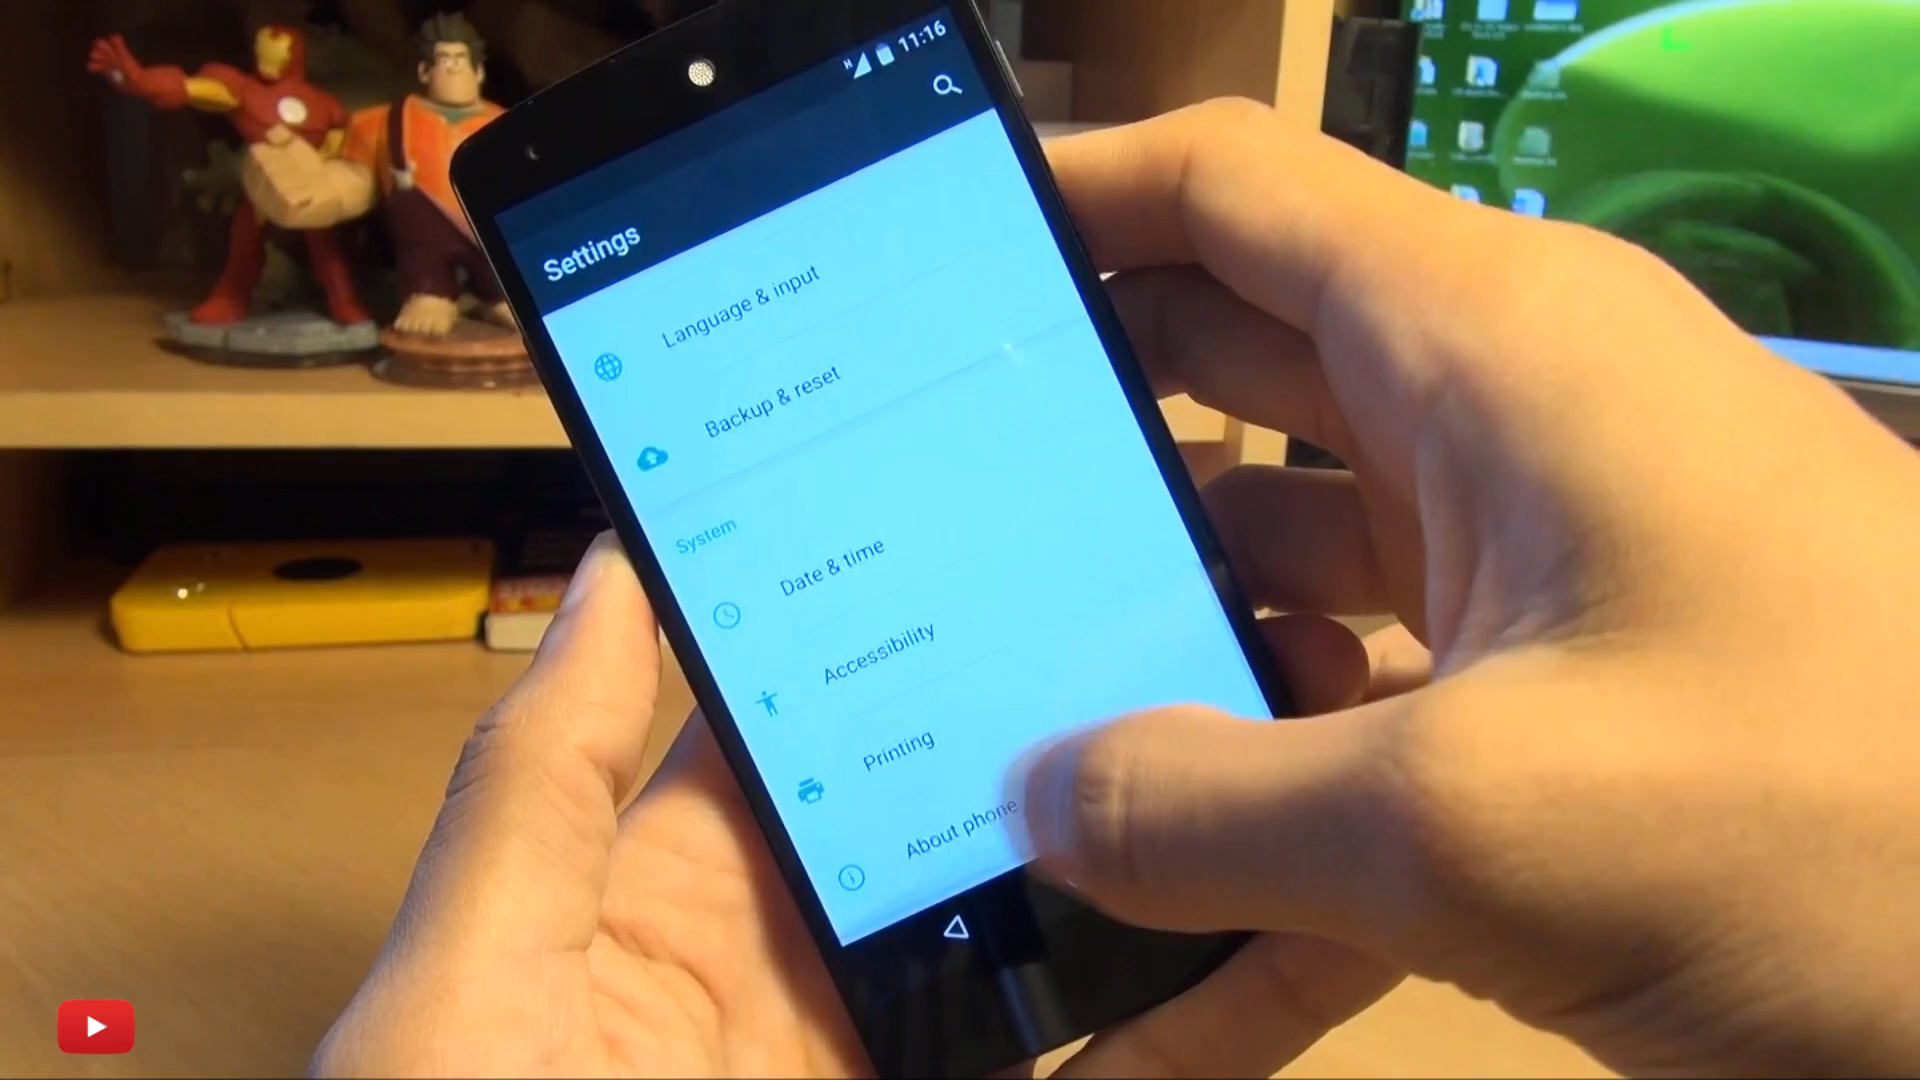 11:16
Settings
Language & input
Backup & reset
System
Date & time
Accessibility
Printing
About phone